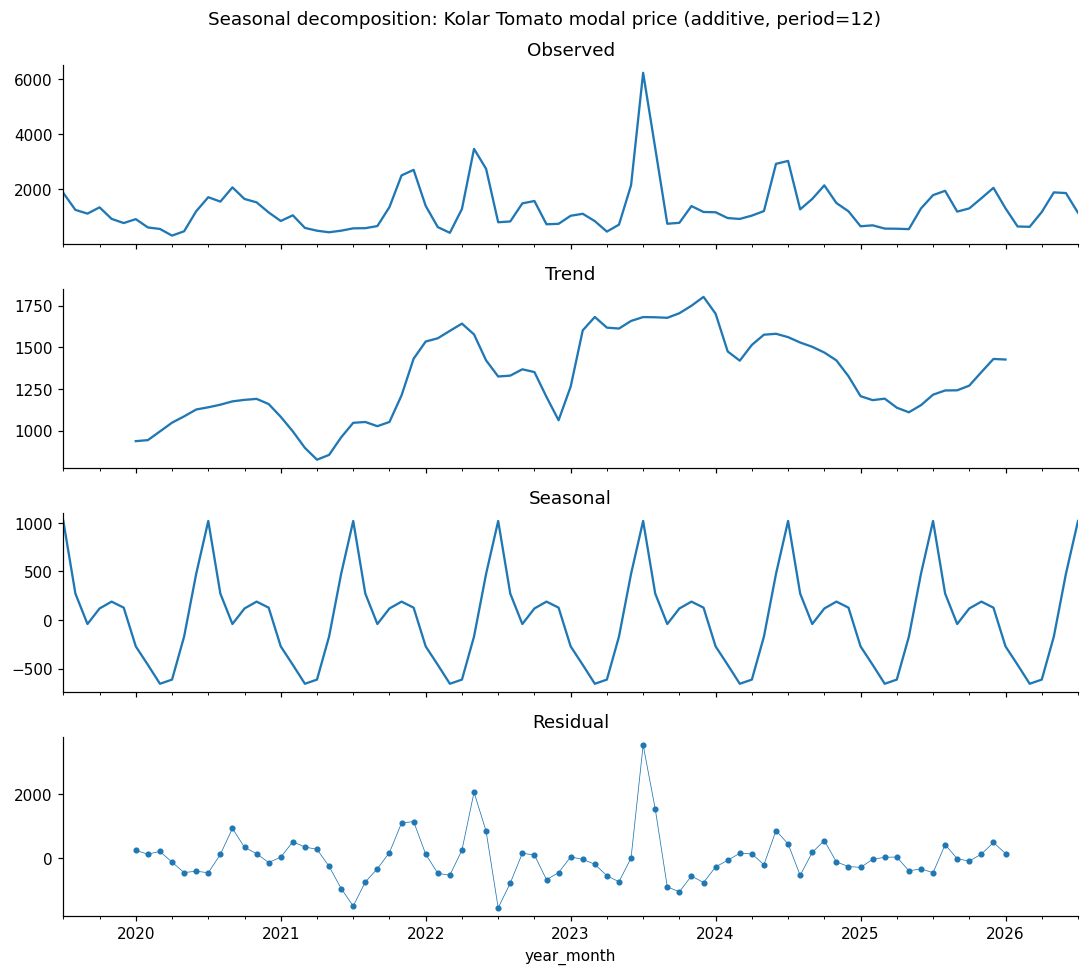 Seasonal decomposition: Kolar Tomato modal price (additive, period=12)
Observed
6000
4000
2000
Trend
1750
1500
1250
1000
Seasonal
1000
500
0
−500
Residual
2000
0
2020 2021 2022 2023 2024 2025 2026
year_month